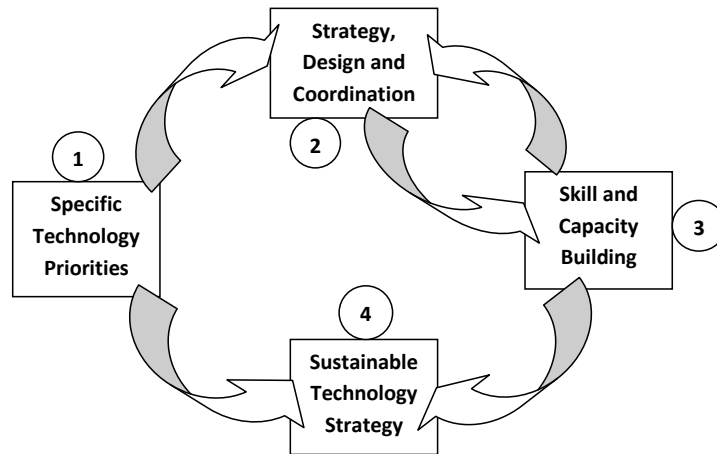 Strategy,
Design and
Coordination
2
1
Specific
Technology
Priorities
Skill and
Capacity
Building
3
4
Sustainable
Technology
Strategy